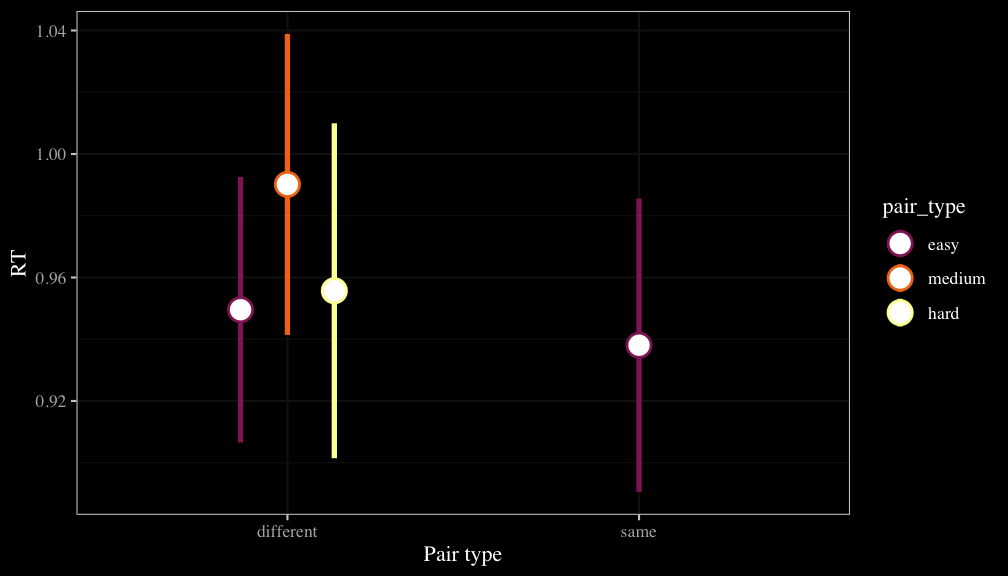 1.04
1.00
0.96
0.92
RT
different
same
Pair type
pair_type
easy
medium
hard